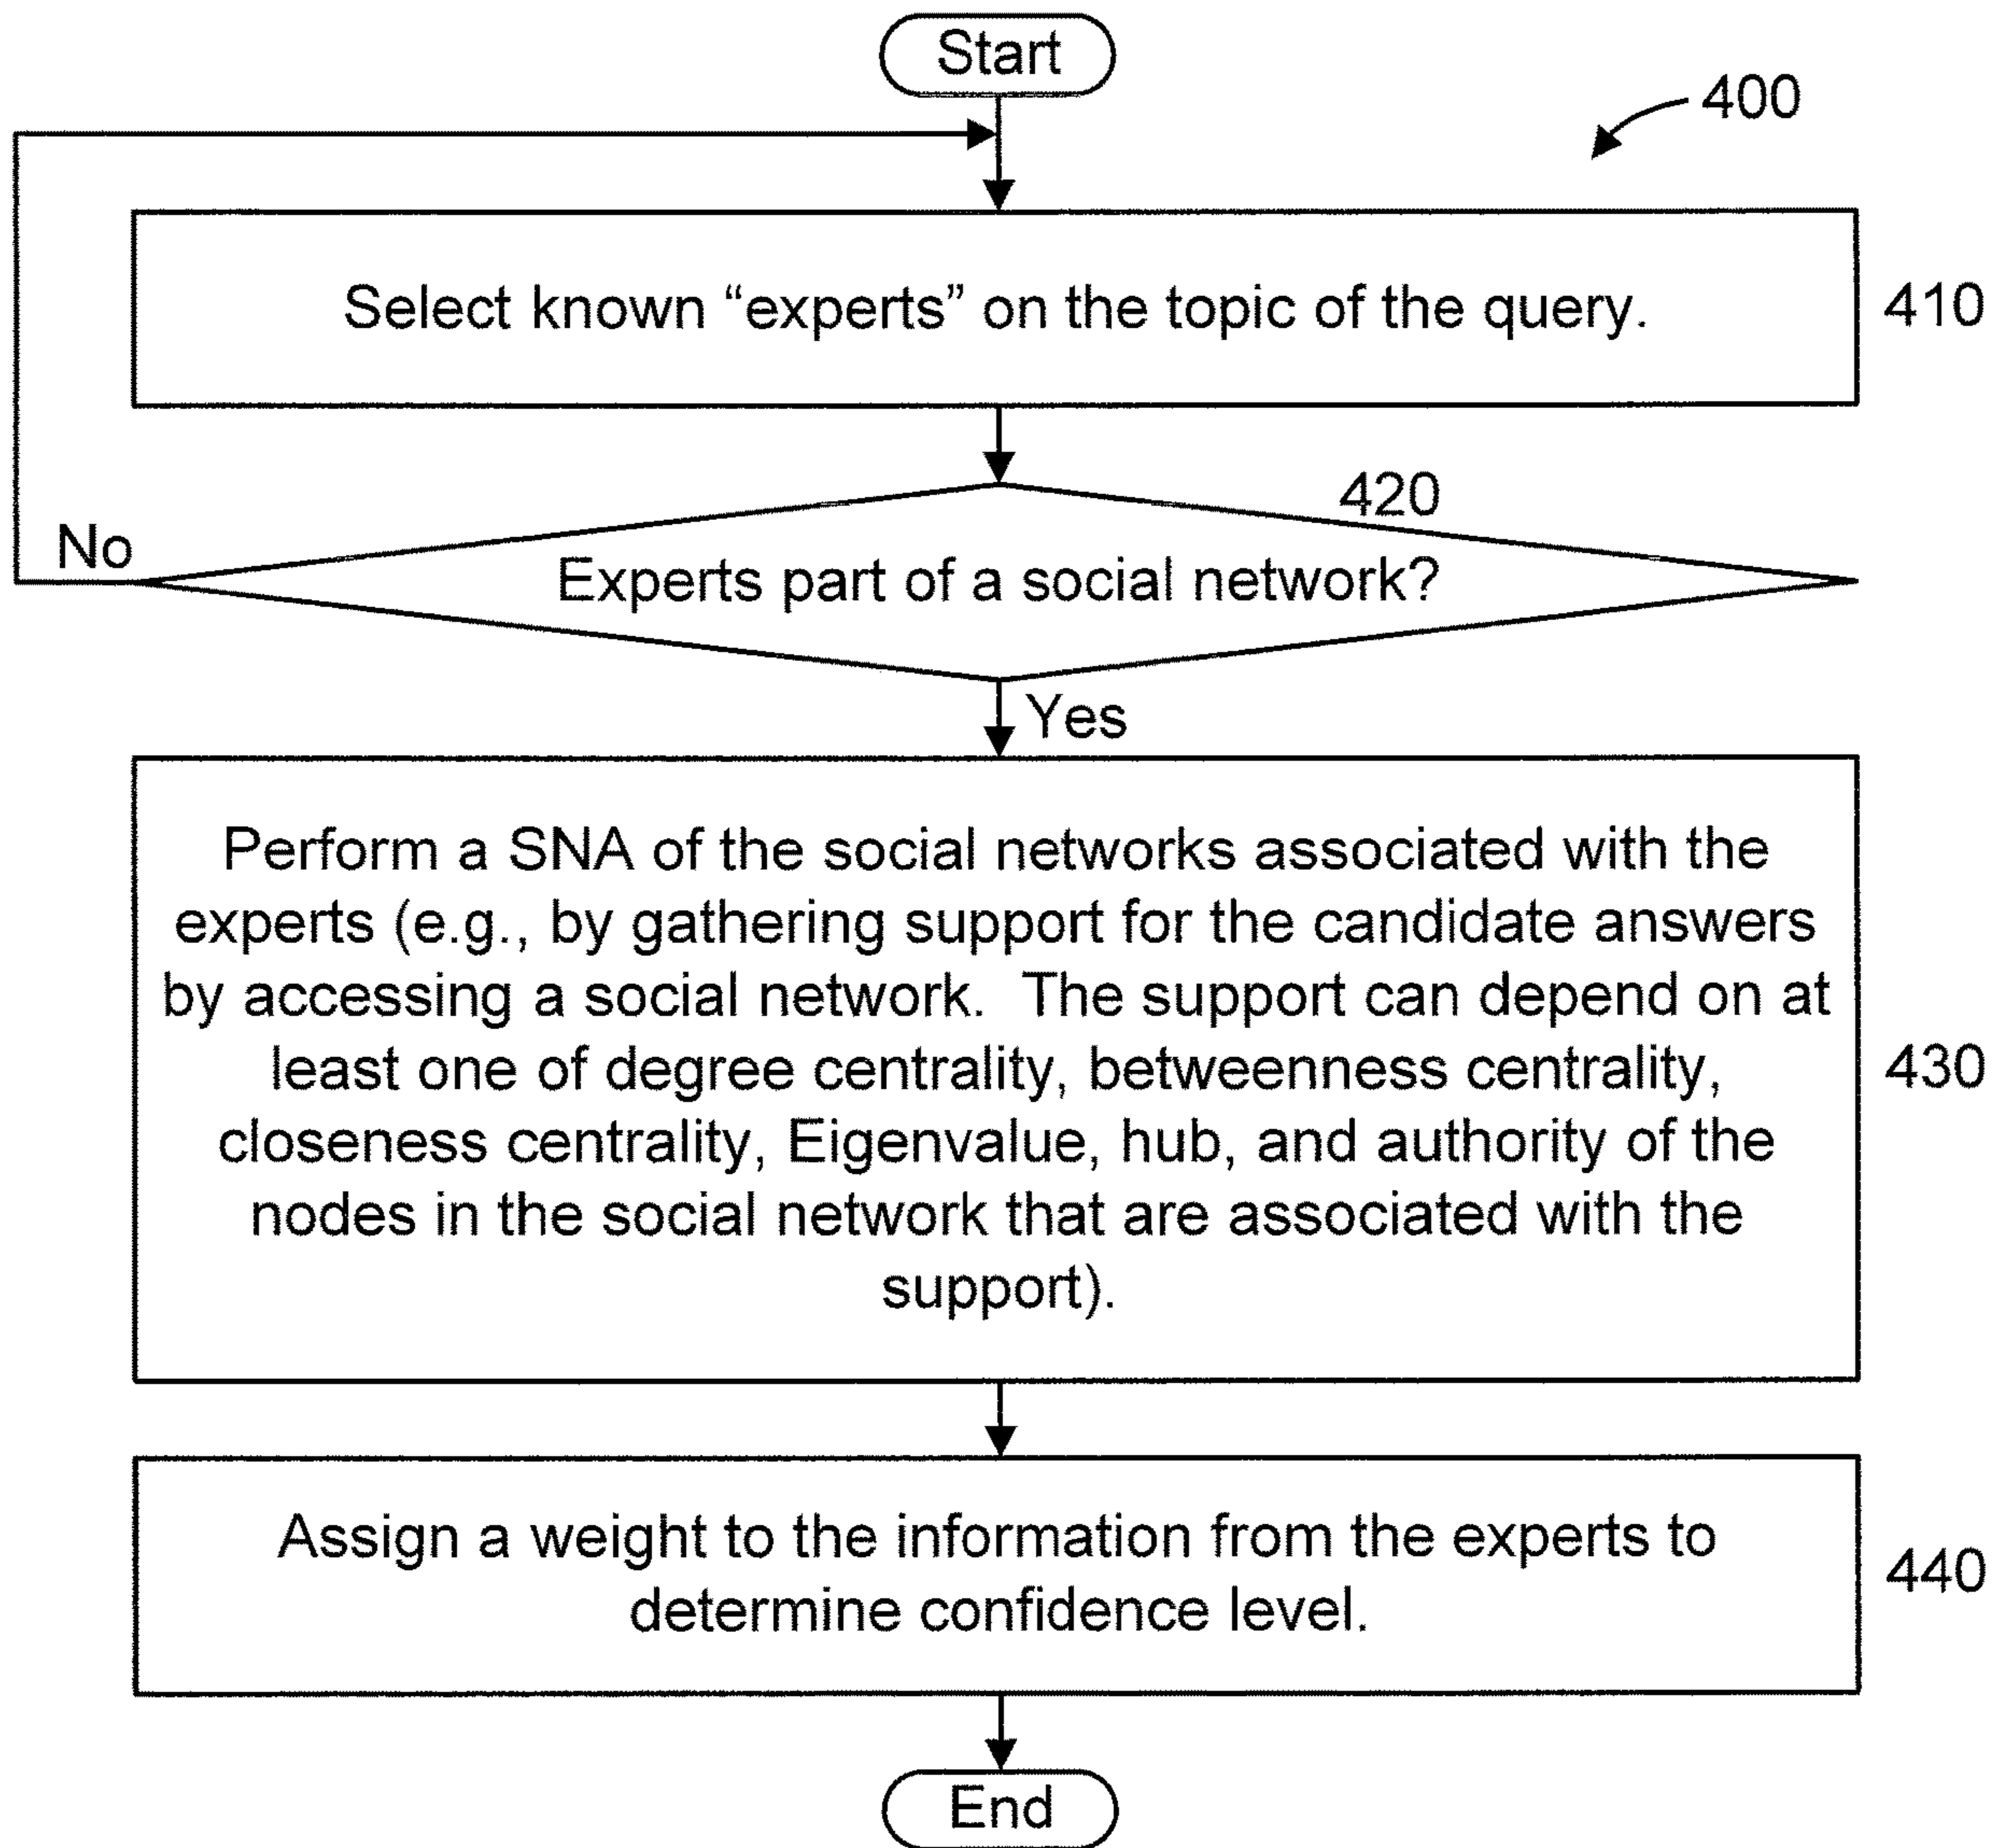 Start
400
Select known “experts” on the topic of the query.
410
420
No
Experts part of a social network?
Yes
Perform a SNA of the social networks associated with the
experts (e.g., by gathering support for the candidate answers
by accessing a social network.  The support can depend on at
least one of degree centrality, betweenness centrality,
closeness centrality, Eigenvalue, hub, and authority of the
nodes in the social network that are associated with the
support).
430
Assign a weight to the information from the experts to
determine confidence level.
440
End